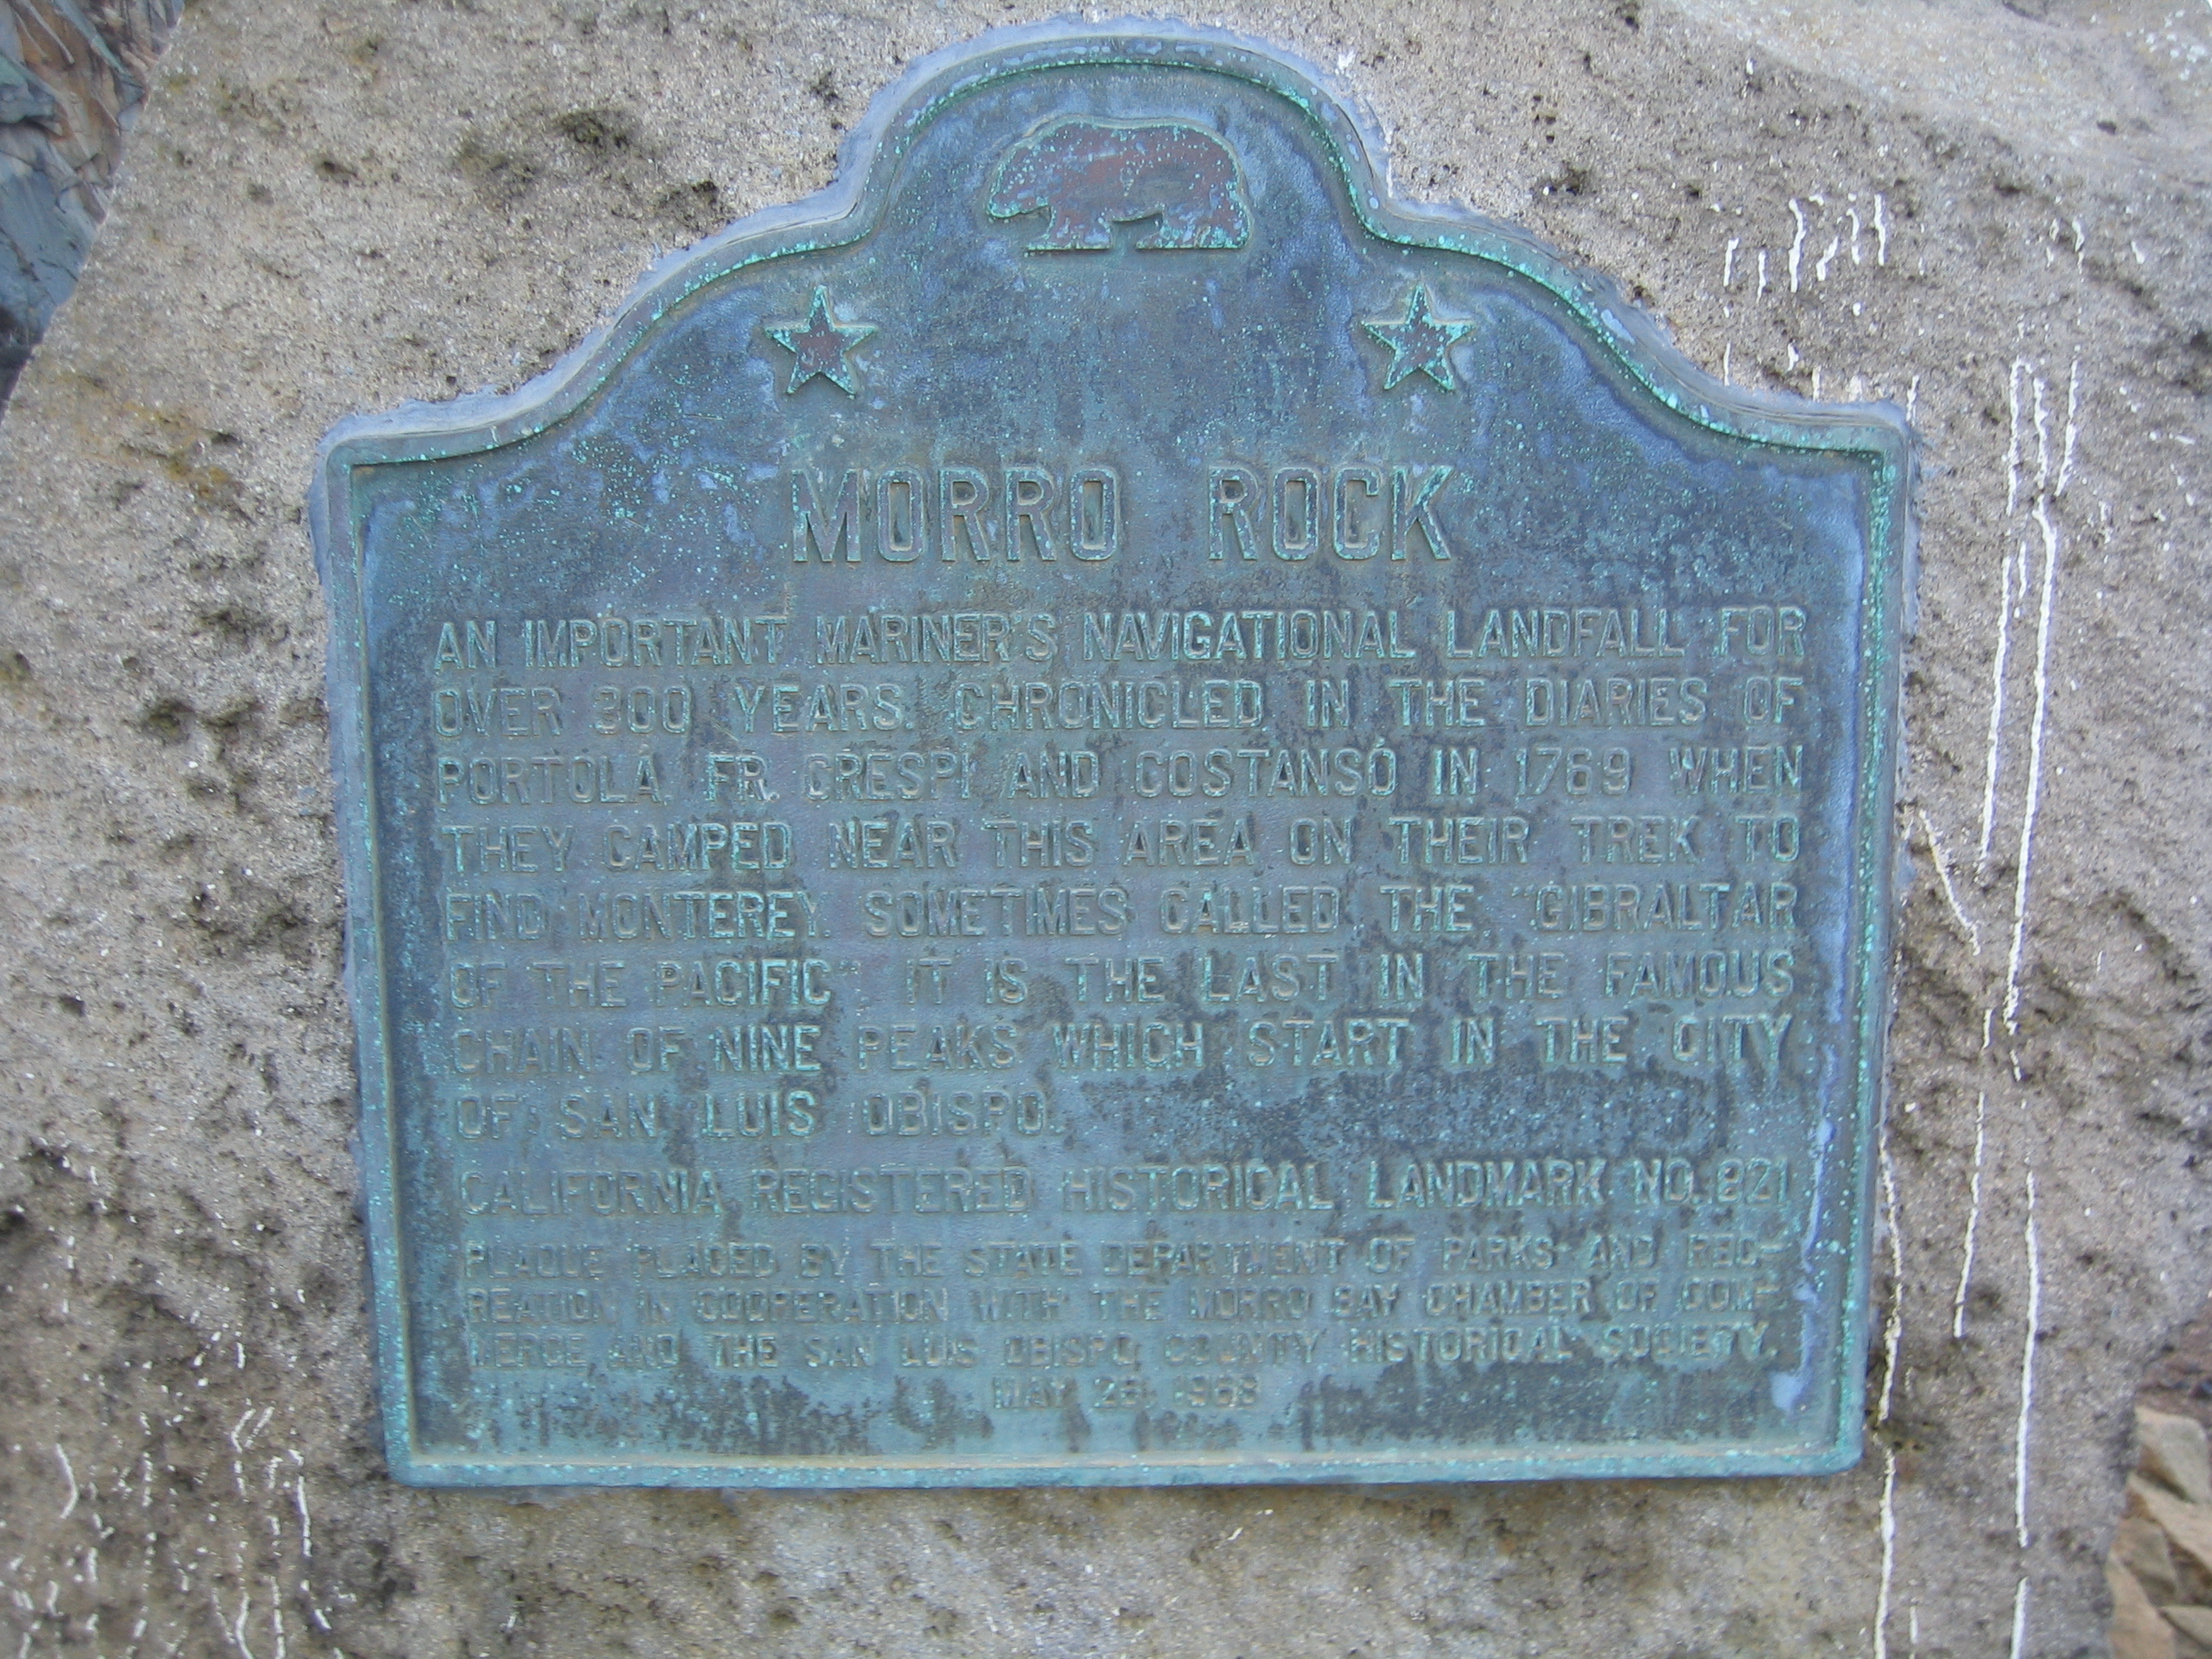 MORRO ROCK
AN IMPORTANT MARINER'S NAVIGATIONAL LANDFALL FOR
OVER 300 YEARS. CHRONICLED IN THE DIARIES OF
PORTOLÁ, FR. CRESPI AND COSTANSÓ IN 1769 WHEN
THEY CAMPED NEAR THIS AREA ON THEIR TREK TO
FIND MONTEREY. SOMETIMES CALLED THE "GIBRALTAR
OF THE PACIFIC", IT IS THE LAST IN THE FAMOUS
CHAIN OF NINE PEAKS WHICH START IN THE CITY
OF SAN LUIS OBISPO.
CALIFORNIA REGISTERED HISTORICAL LANDMARK NO. 821
PLAQUE PLACED BY THE STATE DEPARTMENT OF PARKS AND REC-
REATION IN COOPERATION WITH THE MORRO BAY CHAMBER OF COM-
MERCE AND THE SAN LUIS OBISPO COUNTY HISTORICAL SOCIETY.
MAY 1968